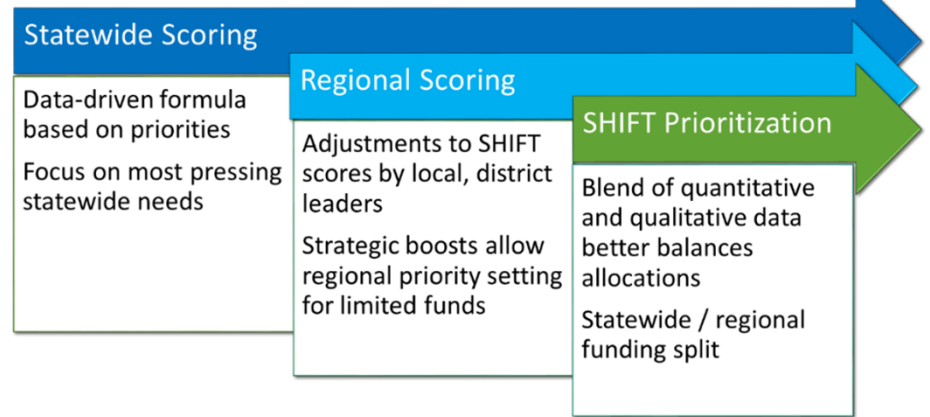 Statewide Scoring
Data-driven formula
based on priorities
Focus on most pressing
statewide needs
Regional Scoring
Adjustments to SHIFT
scores by local, district
leaders
Strategic boosts allow
regional priority setting
for limited funds
SHIFT Prioritization
Blend of quantitative
and qualitative data
better balances
allocations
Statewide / regional
funding split